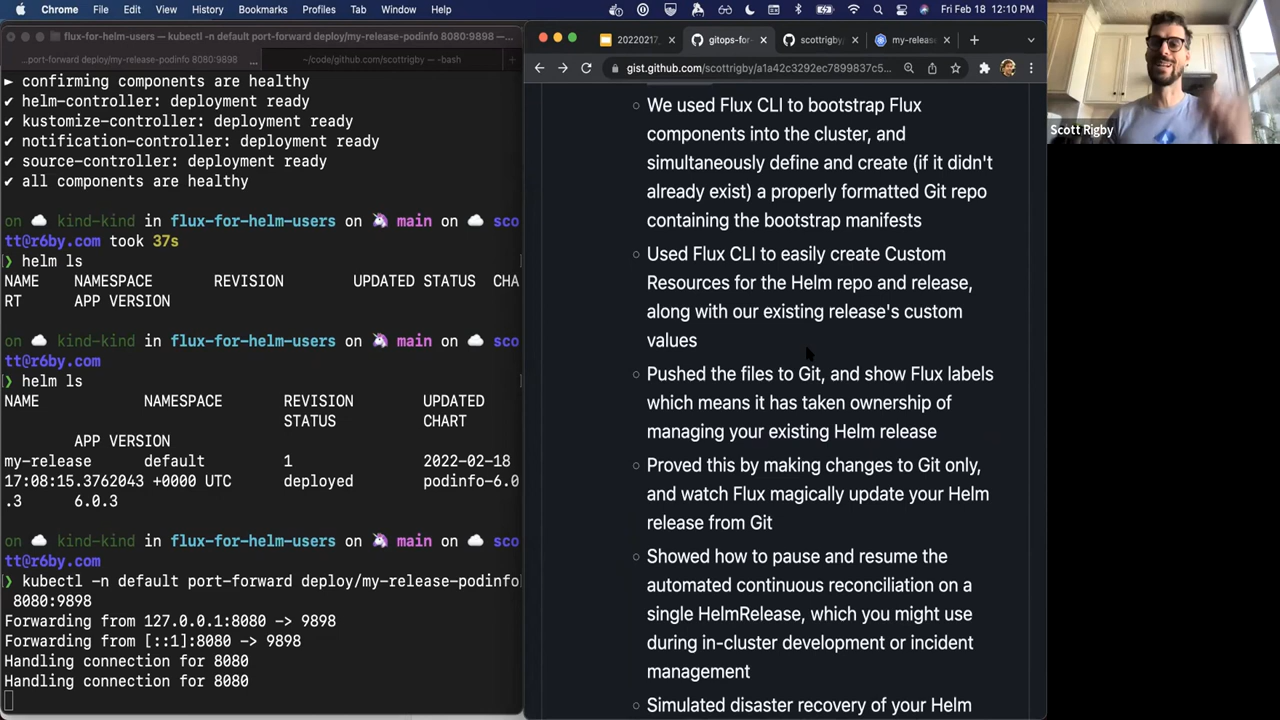 Chrome File Edit View History Bookmarks Profiles Tab Window Help Fri Feb 18 12:10 PM
flux-for-helm-users — kubectl -n default port-forward deploy/my-release-podinfo 8080:9898 —...
...port-forward deploy/my-release-podinfo 8080:9898 ... ~/code/github.com/scottrigby — -bash
► confirming components are healthy
✔ helm-controller: deployment ready
✔ kustomize-controller: deployment ready
✔ notification-controller: deployment ready
✔ source-controller: deployment ready
✔ all components are healthy
on kind-kind in flux-for-helm-users on main on sco
tt@r6by.com took 37s
❯ helm ls
NAME NAMESPACE REVISION UPDATED STATUS CHA
RT APP VERSION
on kind-kind in flux-for-helm-users on main on sco
tt@r6by.com
❯ helm ls
NAME NAMESPACE REVISION UPDATED
STATUS CHART
APP VERSION
my-release default 1 2022-02-18
17:08:15.3762043 +0000 UTC deployed podinfo-6.0
.3 6.0.3
on kind-kind in flux-for-helm-users on main on sco
tt@r6by.com
❯ kubectl -n default port-forward deploy/my-release-podinfo
8080:9898
Forwarding from 127.0.0.1:8080 -> 9898
Forwarding from [::1]:8080 -> 9898
Handling connection for 8080
Handling connection for 8080
20220217_ gitops-for- scottrigby/ my-release-
gist.github.com/scottrigby/a1a42c3292ec7899837c5...
We used Flux CLI to bootstrap Flux
components into the cluster, and
simultaneously define and create (if it didn't
already exist) a properly formatted Git repo
containing the bootstrap manifests
Used Flux CLI to easily create Custom
Resources for the Helm repo and release,
along with our existing release's custom
values
Pushed the files to Git, and show Flux labels
which means it has taken ownership of
managing your existing Helm release
Proved this by making changes to Git only,
and watch Flux magically update your Helm
release from Git
Showed how to pause and resume the
automated continuous reconciliation on a
single HelmRelease, which you might use
during in-cluster development or incident
management
Simulated disaster recovery of your Helm
Scott Rigby